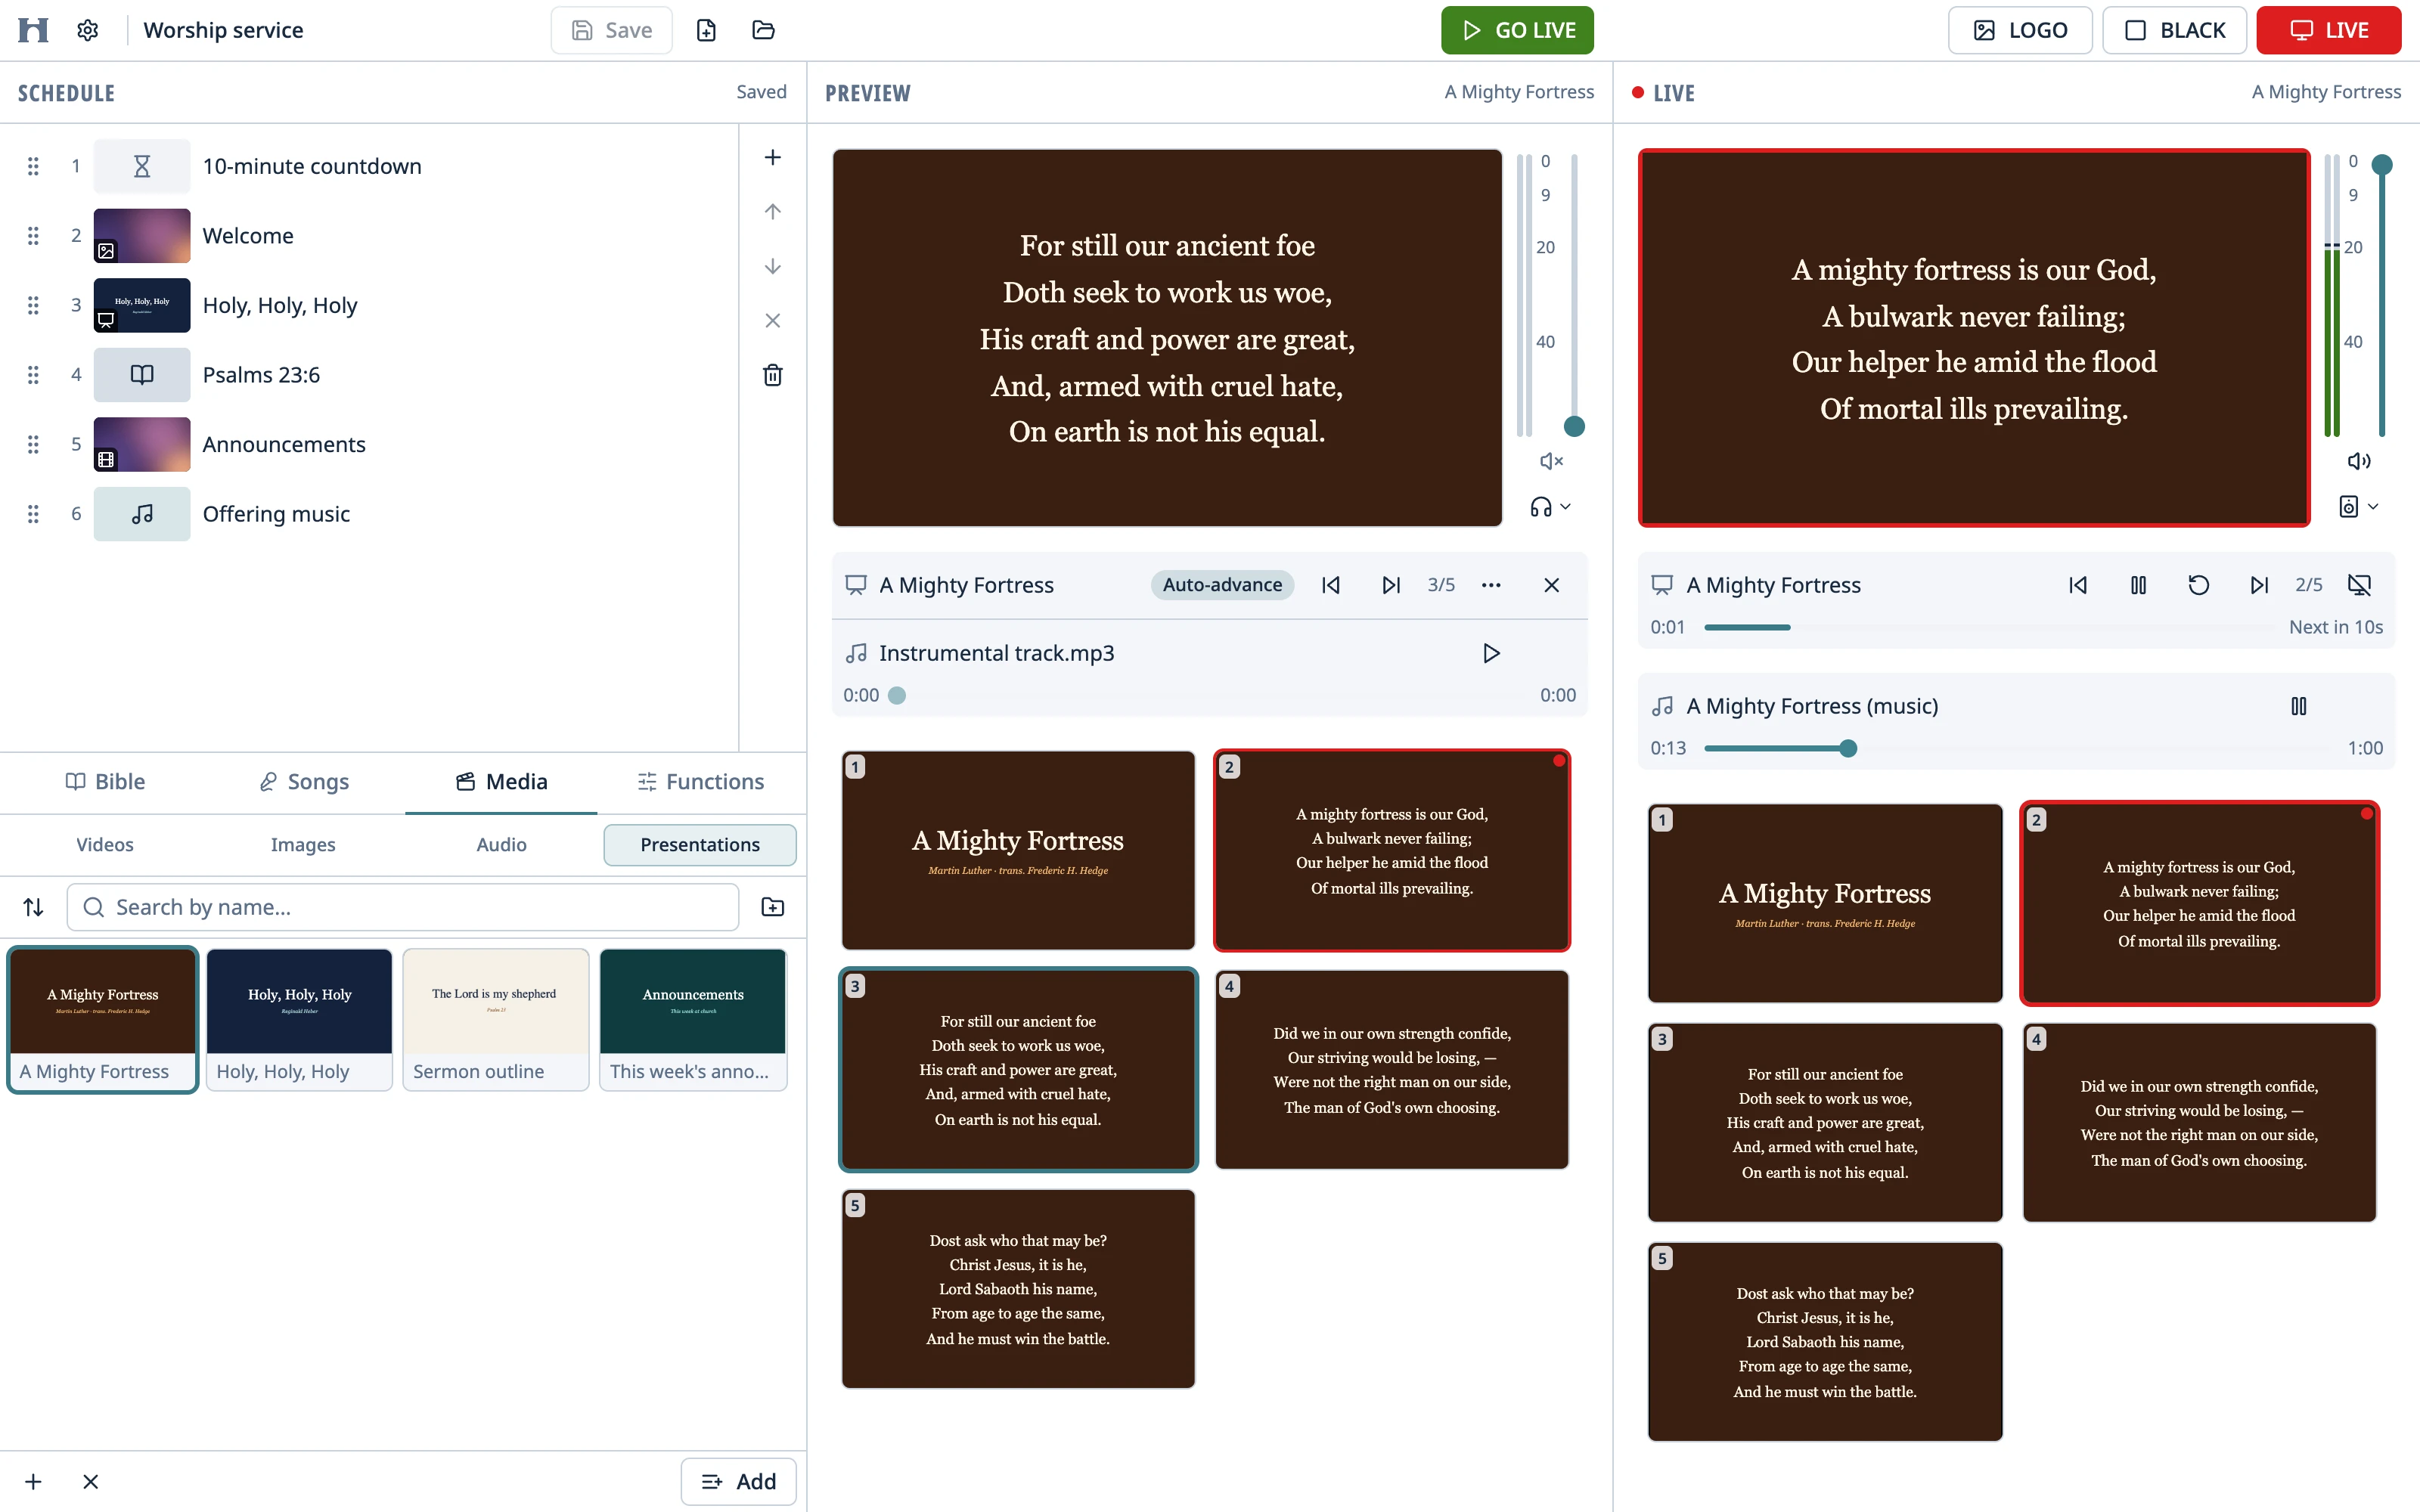 Worship service
Save
GO LIVE
LOGO
BLACK
LIVE
SCHEDULE
Saved
1
10-minute countdown
2
Welcome
3
Holy, Holy, Holy
Holy, Holy, Holy
4
Psalms 23:6
5
Announcements
6
Offering music
Bible
Songs
Media
Functions
Videos
Images
Audio
Presentations
Search by name...
A Mighty Fortress
Martin Luther · trans. Frederic H. Hedge
A Mighty Fortress
Holy, Holy, Holy
Reginald Heber
Holy, Holy, Holy
The Lord is my shepherd
Psalm 23
Sermon outline
Announcements
This week at church
This week's anno...
Add
PREVIEW
A Mighty Fortress
For still our ancient foe
Doth seek to work us woe,
His craft and power are great,
And, armed with cruel hate,
On earth is not his equal.
0
9
20
40
A Mighty Fortress
Auto-advance
3/5
Instrumental track.mp3
0:00
0:00
1
A Mighty Fortress
Martin Luther · trans. Frederic H. Hedge
2
A mighty fortress is our God,
A bulwark never failing;
Our helper he amid the flood
Of mortal ills prevailing.
3
For still our ancient foe
Doth seek to work us woe,
His craft and power are great,
And, armed with cruel hate,
On earth is not his equal.
4
Did we in our own strength confide,
Our striving would be losing, —
Were not the right man on our side,
The man of God's own choosing.
5
Dost ask who that may be?
Christ Jesus, it is he,
Lord Sabaoth his name,
From age to age the same,
And he must win the battle.
LIVE
A Mighty Fortress
A mighty fortress is our God,
A bulwark never failing;
Our helper he amid the flood
Of mortal ills prevailing.
0
9
20
40
A Mighty Fortress
2/5
0:01
Next in 10s
A Mighty Fortress (music)
0:13
1:00
1
A Mighty Fortress
Martin Luther · trans. Frederic H. Hedge
2
A mighty fortress is our God,
A bulwark never failing;
Our helper he amid the flood
Of mortal ills prevailing.
3
For still our ancient foe
Doth seek to work us woe,
His craft and power are great,
And, armed with cruel hate,
On earth is not his equal.
4
Did we in our own strength confide,
Our striving would be losing, —
Were not the right man on our side,
The man of God's own choosing.
5
Dost ask who that may be?
Christ Jesus, it is he,
Lord Sabaoth his name,
From age to age the same,
And he must win the battle.